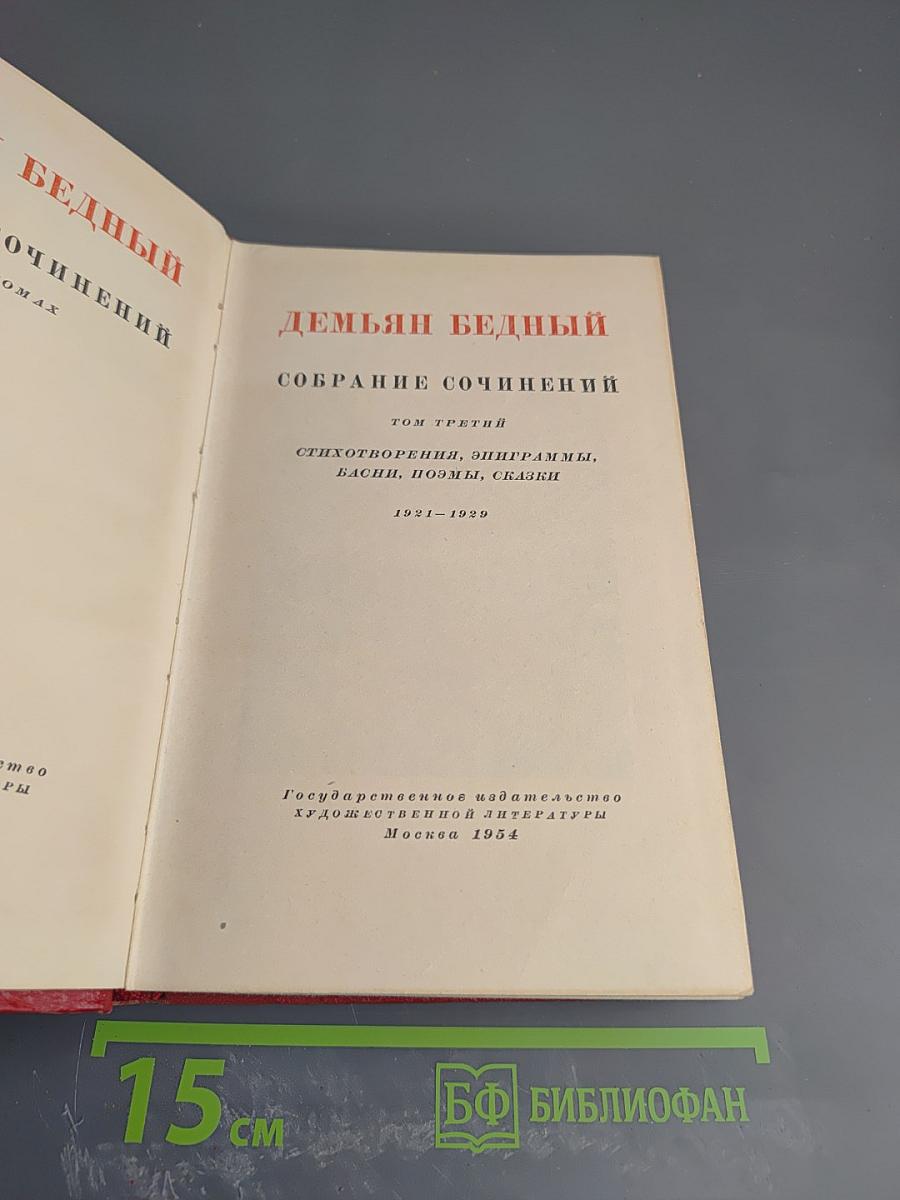 БЕДНЫЙ
ДЕМЬЯН БЕДНЫЙ
СОБРАНИЕ СОЧИНЕНИЙ
ТОМ ТРЕТИЙ
СТИХОТВОРЕНИЯ, ЭПИГРАММЫ,
БАСНИ, ПОЭМЫ, СКАЗКИ
1921—1929
Государственное издательство
ХУДОЖЕСТВЕННОЙ ЛИТЕРАТУРЫ
Москва 1954
15 см
БФ БИБЛИОФАН